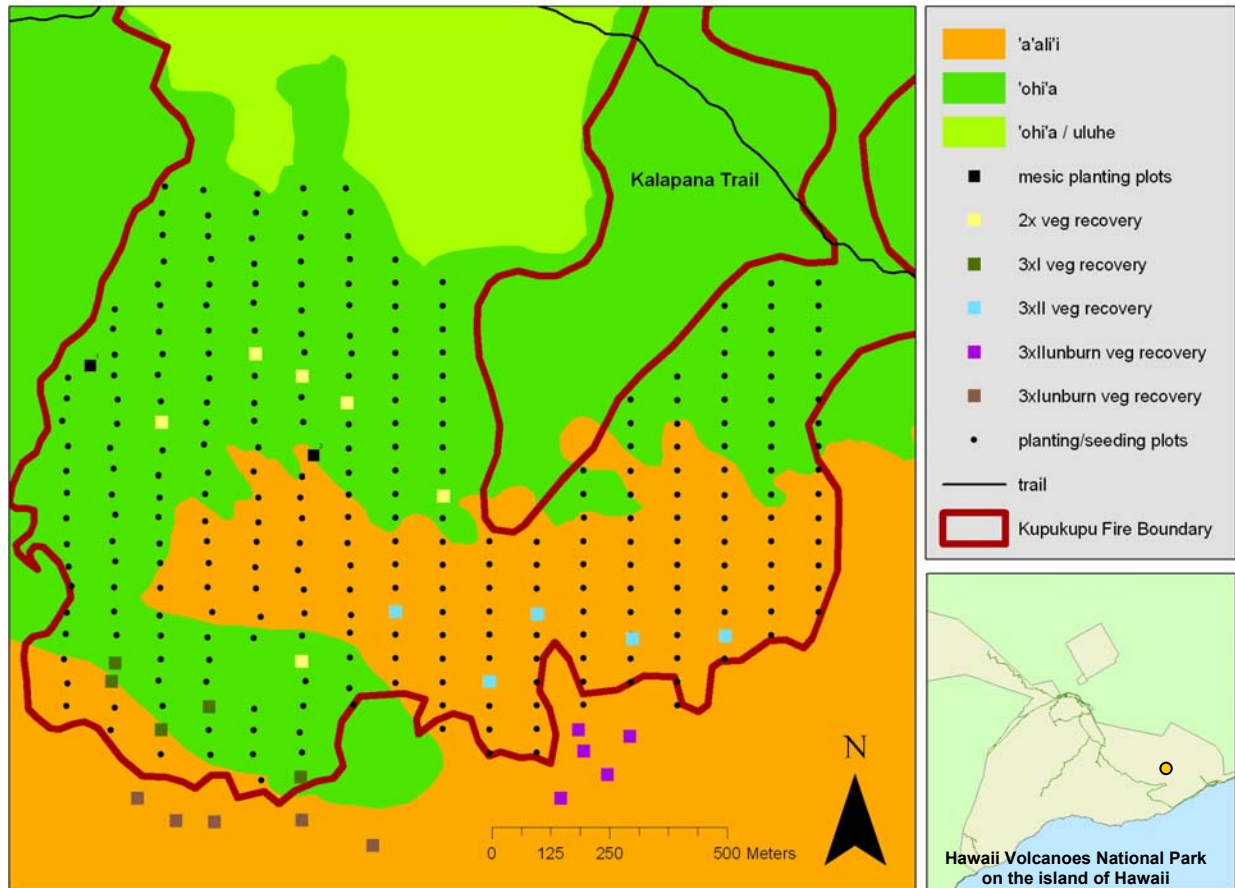 Kalapana Trail
1
2
N
0 125 250 500 Meters
'a'ali'i
'ohi'a
'ohi'a / uluhe
mesic planting plots
2x veg recovery
3xI veg recovery
3xII veg recovery
3xIIunburn veg recovery
3xIunburn veg recovery
planting/seeding plots
trail
Kupukupu Fire Boundary
Hawaii Volcanoes National Park
on the island of Hawaii